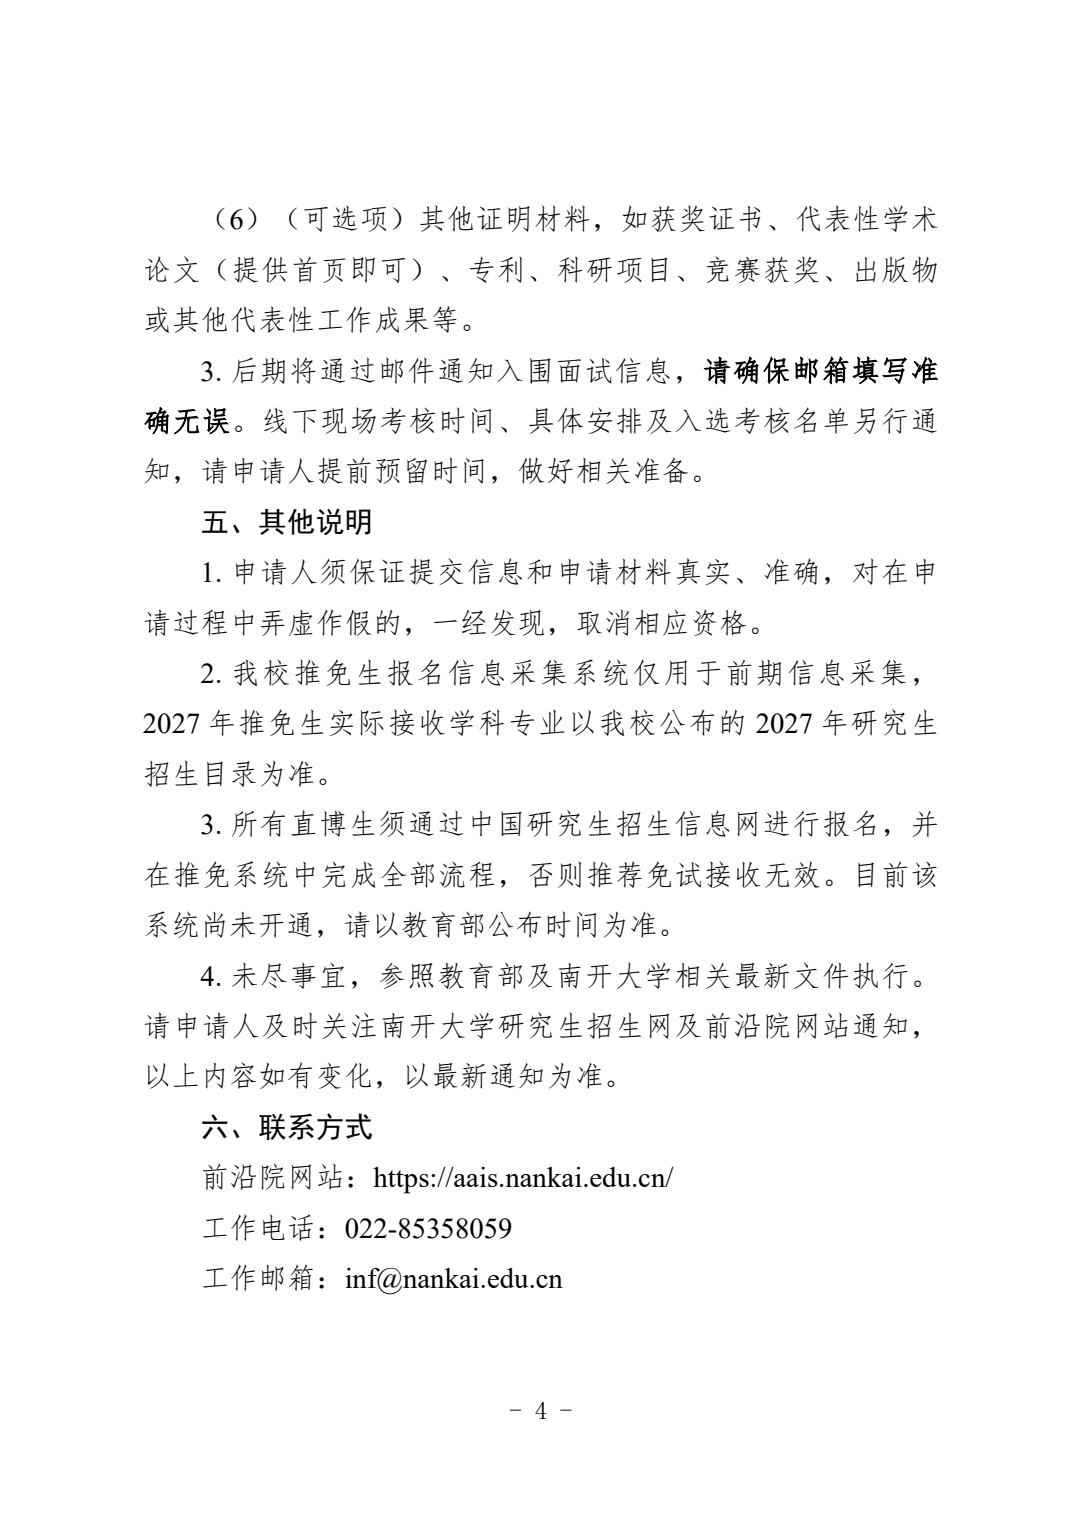 （6）（可选项）其他证明材料，如获奖证书、代表性学术
论文（提供首页即可）、专利、科研项目、竞赛获奖、出版物
或其他代表性工作成果等。
3. 后期将通过邮件通知入围面试信息，请确保邮箱填写准
确无误。线下现场考核时间、具体安排及入选考核名单另行通
知，请申请人提前预留时间，做好相关准备。
五、其他说明
1. 申请人须保证提交信息和申请材料真实、准确，对在申
请过程中弄虚作假的，一经发现，取消相应资格。
2. 我校推免生报名信息采集系统仅用于前期信息采集，
2027 年推免生实际接收学科专业以我校公布的 2027 年研究生
招生目录为准。
3. 所有直博生须通过中国研究生招生信息网进行报名，并
在推免系统中完成全部流程，否则推荐免试接收无效。目前该
系统尚未开通，请以教育部公布时间为准。
4. 未尽事宜，参照教育部及南开大学相关最新文件执行。
请申请人及时关注南开大学研究生招生网及前沿院网站通知，
以上内容如有变化，以最新通知为准。
六、联系方式
前沿院网站：https://aais.nankai.edu.cn/
工作电话：022-85358059
工作邮箱：inf@nankai.edu.cn
- 4 -